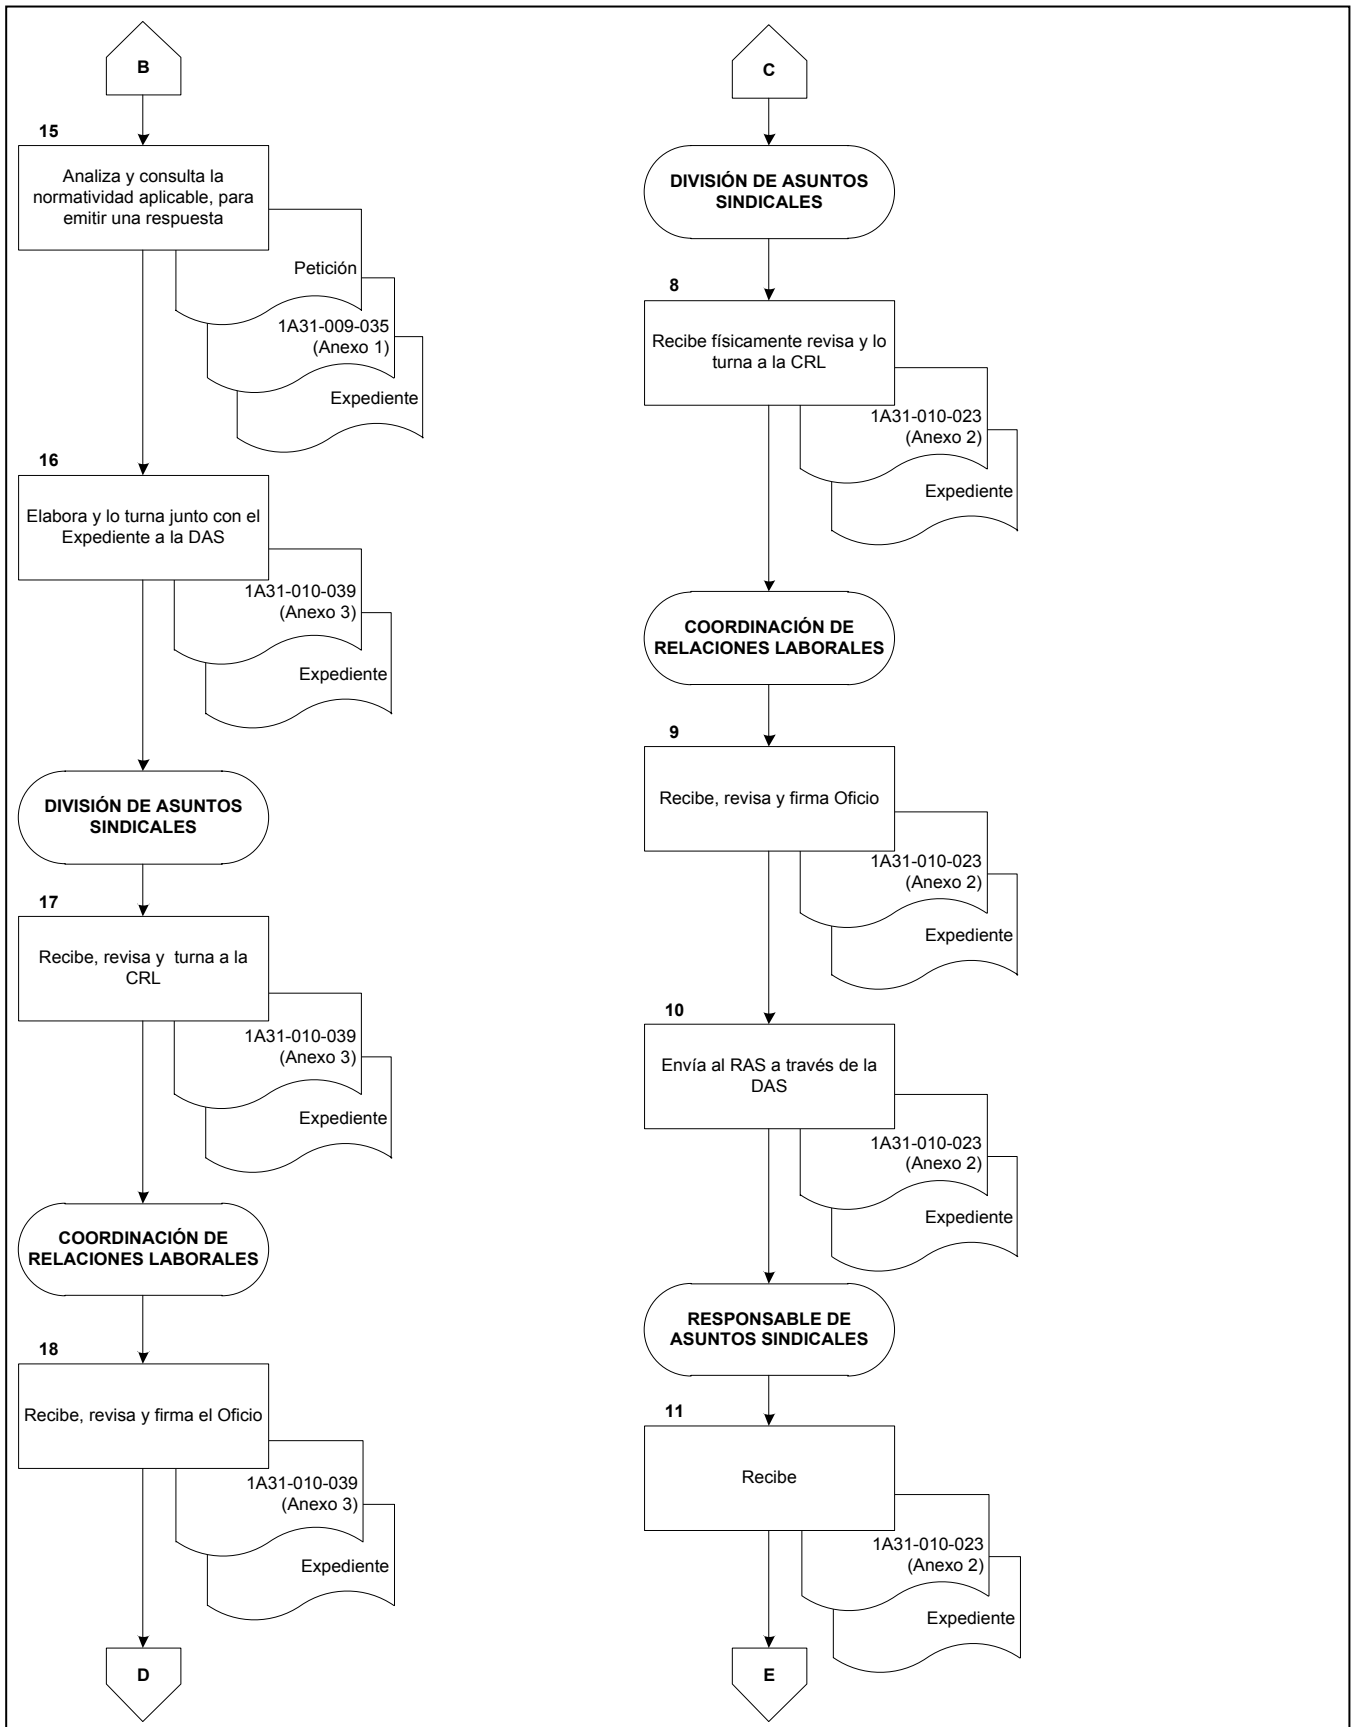 B
15
Analiza y consulta la
normatividad aplicable, para
emitir una respuesta
Petición
1A31-009-035
(Anexo 1)
Expediente
16
Elabora y lo turna junto con el
Expediente a la DAS
1A31-010-039
(Anexo 3)
Expediente
DIVISIÓN DE ASUNTOS
SINDICALES
17
Recibe, revisa y turna a la
CRL
1A31-010-039
(Anexo 3)
Expediente
COORDINACIÓN DE
RELACIONES LABORALES
18
Recibe, revisa y firma el Oficio
1A31-010-039
(Anexo 3)
Expediente
D
C
DIVISIÓN DE ASUNTOS
SINDICALES
8
Recibe físicamente revisa y lo
turna a la CRL
1A31-010-023
(Anexo 2)
Expediente
COORDINACIÓN DE
RELACIONES LABORALES
9
Recibe, revisa y firma Oficio
1A31-010-023
(Anexo 2)
Expediente
10
Envía al RAS a través de la
DAS
1A31-010-023
(Anexo 2)
Expediente
RESPONSABLE DE
ASUNTOS SINDICALES
11
Recibe
1A31-010-023
(Anexo 2)
Expediente
E